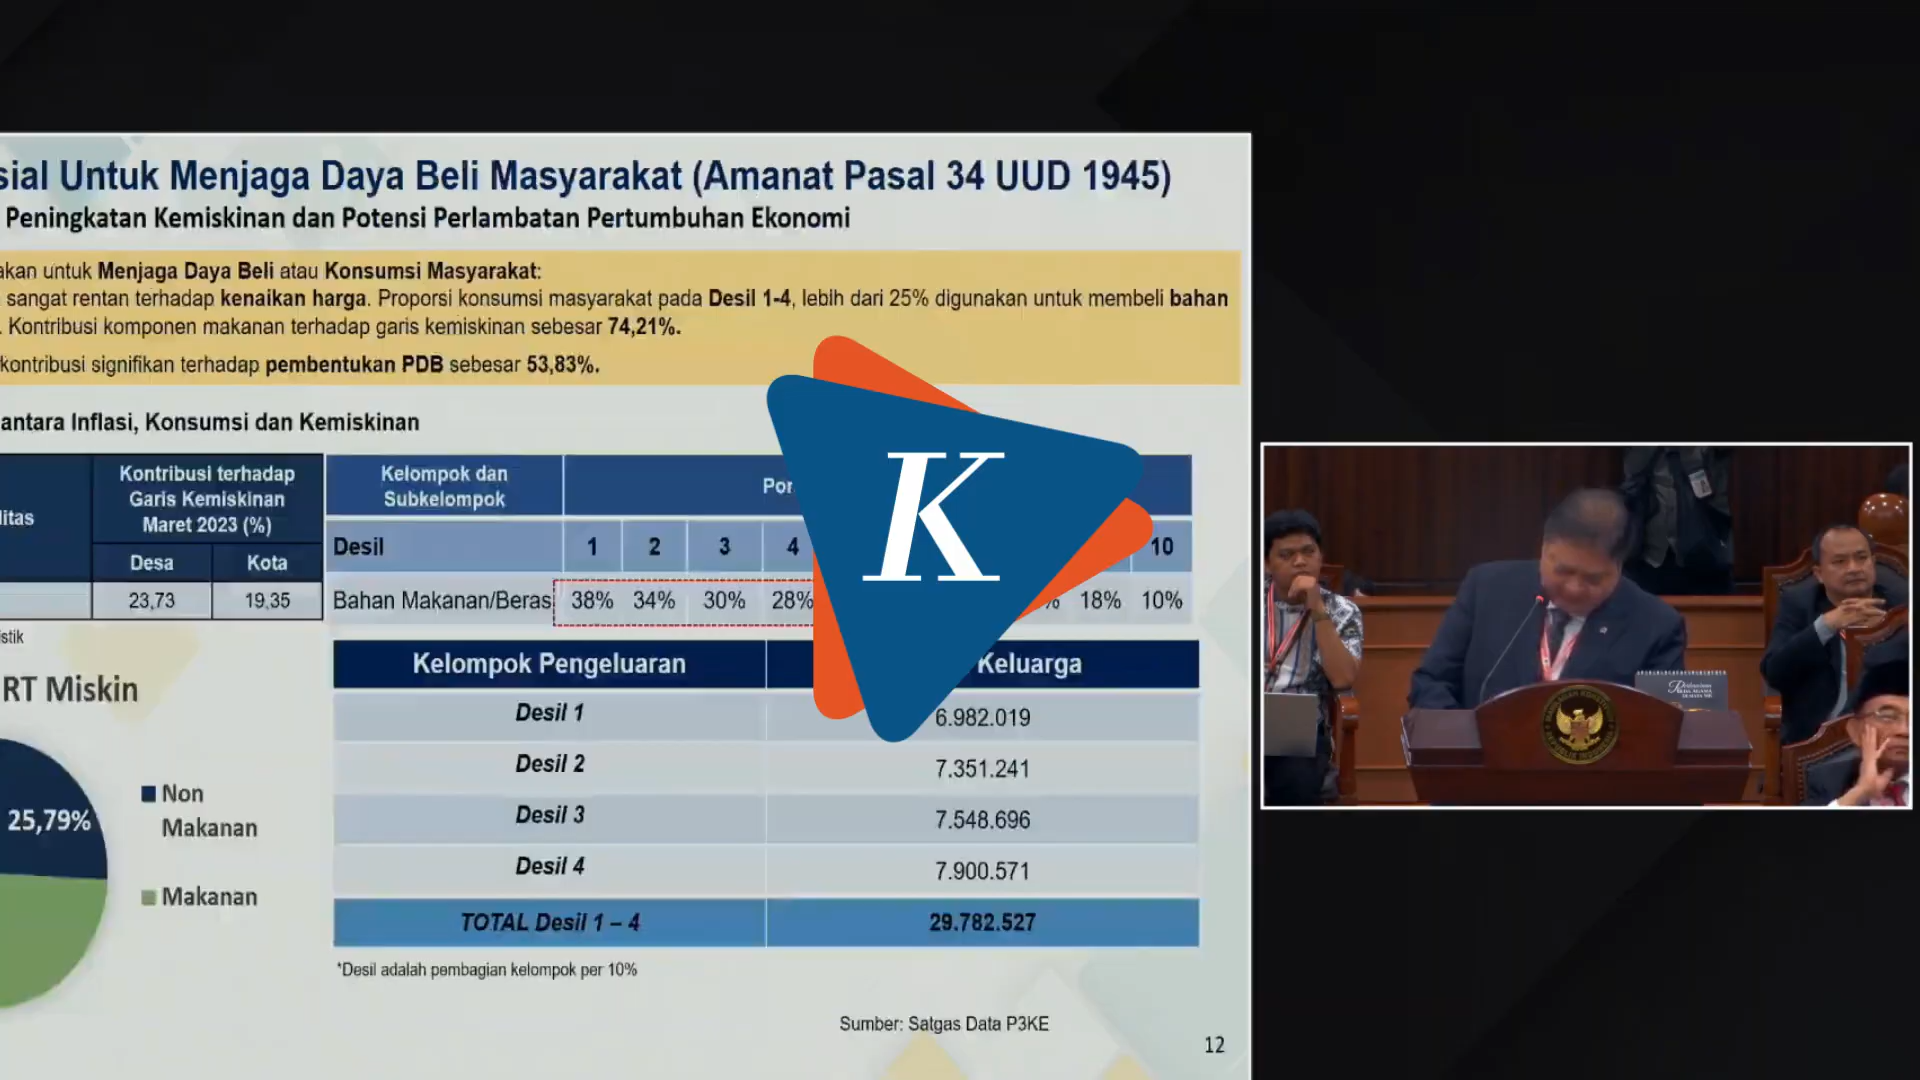 sial Untuk Menjaga Daya Beli Masyarakat (Amanat Pasal 34 UUD 1945)
Peningkatan Kemiskinan dan Potensi Perlambatan Pertumbuhan Ekonomi
akan untuk Menjaga Daya Beli atau Konsumsi Masyarakat:
sangat rentan terhadap kenaikan harga. Proporsi konsumsi masyarakat pada Desil 1-4, lebih dari 25% digunakan untuk membeli bahan
. Kontribusi komponen makanan terhadap garis kemiskinan sebesar 74,21%.
kontribusi signifikan terhadap pembentukan PDB sebesar 53,83%.
antara Inflasi, Konsumsi dan Kemiskinan
litas
Kontribusi terhadap
Garis Kemiskinan
Maret 2023 (%)
Desa Kota
23,73 19,35
istik
Kelompok dan
Subkelompok
Por
Desil 1 2 3 4 10
Bahan Makanan/Beras 38% 34% 30% 28% % 18% 10%
K
RT Miskin
25,79%
Non
Makanan
Makanan
Kelompok Pengeluaran Keluarga
Desil 1 6.982.019
Desil 2 7.351.241
Desil 3 7.548.696
Desil 4 7.900.571
TOTAL Desil 1 – 4 29.782.527
*Desil adalah pembagian kelompok per 10%
Sumber: Satgas Data P3KE
12